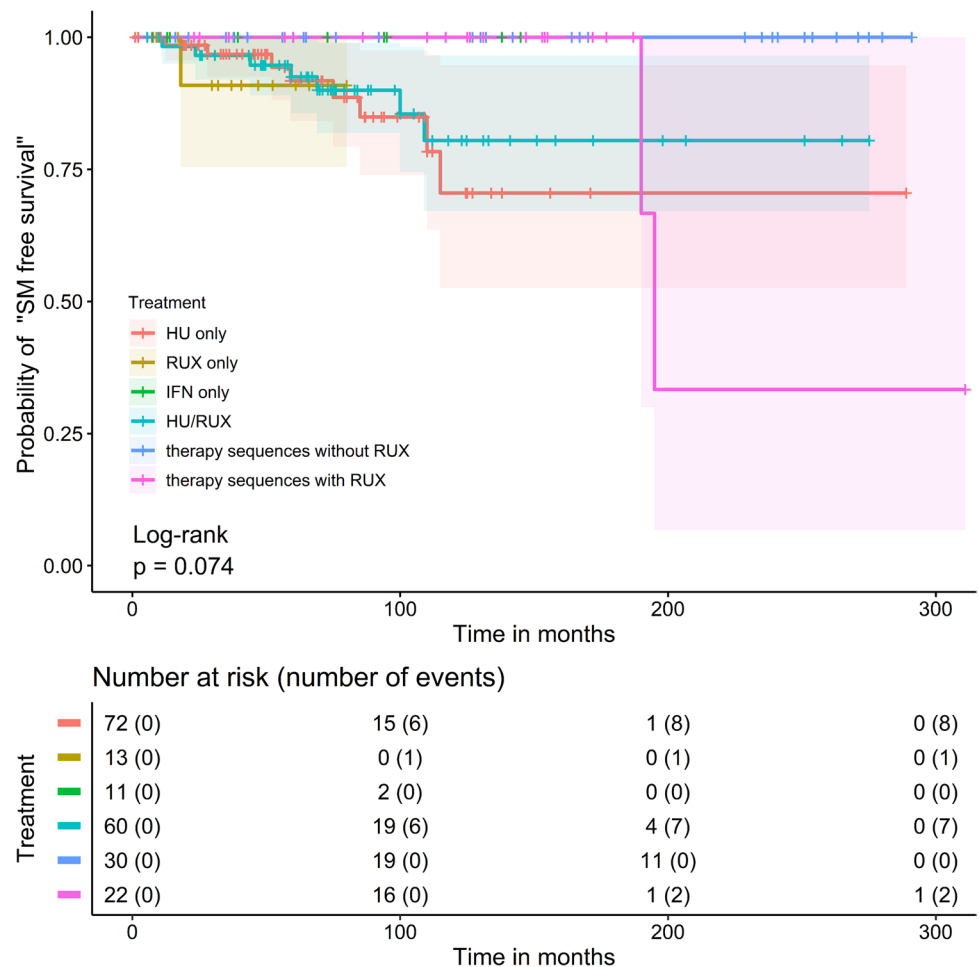 Probability of "SM free survival"
1.00
0.75
0.50
0.25
0.00
Treatment
HU only
RUX only
IFN only
HU/RUX
therapy sequences without RUX
therapy sequences with RUX
Log-rank
p = 0.074
0 100 200 300
Time in months
Number at risk (number of events)
Treatment
72 (0) 15 (6) 1 (8) 0 (8)
13 (0) 0 (1) 0 (1) 0 (1)
11 (0) 2 (0) 0 (0) 0 (0)
60 (0) 19 (6) 4 (7) 0 (7)
30 (0) 19 (0) 11 (0) 0 (0)
22 (0) 16 (0) 1 (2) 1 (2)
0 100 200 300
Time in months